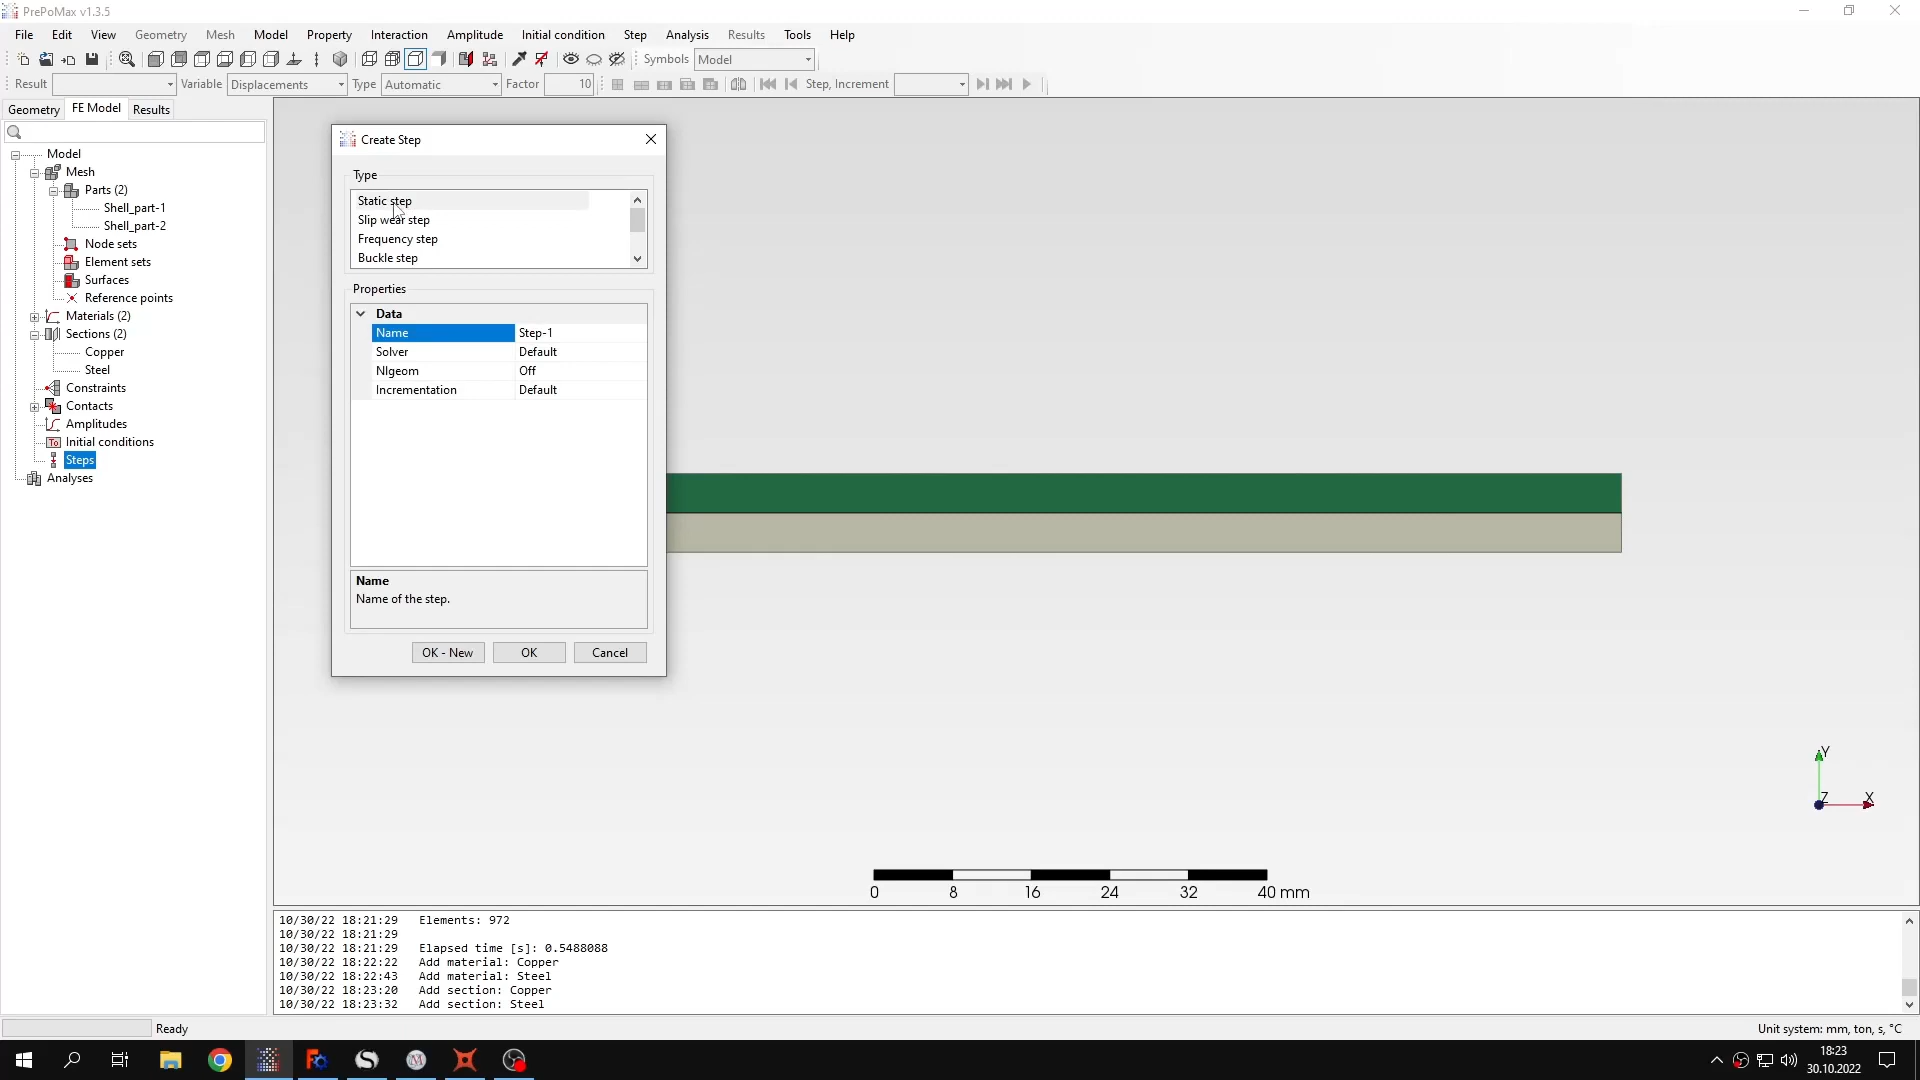 PrePoMax v1.3.5
File Edit View Geometry Mesh Model Property Interaction Amplitude Initial condition Step Analysis Results Tools Help
Symbols Model
Result Variable Displacements Type Automatic Factor 10 Step, Increment
Geometry FE Model Results
Model
Mesh
Parts (2)
Shell_part-1
Shell_part-2
Node sets
Element sets
Surfaces
Reference points
Materials (2)
Sections (2)
Copper
Steel
Constraints
Contacts
Amplitudes
Initial conditions
Steps
Analyses
Create Step
Type
Static step
Slip wear step
Frequency step
Buckle step
Properties
Data
Name Step-1
Solver Default
Nlgeom Off
Incrementation Default
Name
Name of the step.
OK - New OK Cancel
Y
Z X
0 8 16 24 32 40 mm
10/30/22 18:21:29 Elements: 972
10/30/22 18:21:29
10/30/22 18:21:29 Elapsed time [s]: 0.5488088
10/30/22 18:22:22 Add material: Copper
10/30/22 18:22:43 Add material: Steel
10/30/22 18:23:20 Add section: Copper
10/30/22 18:23:32 Add section: Steel
Ready Unit system: mm, ton, s, °C
18:23
30.10.2022